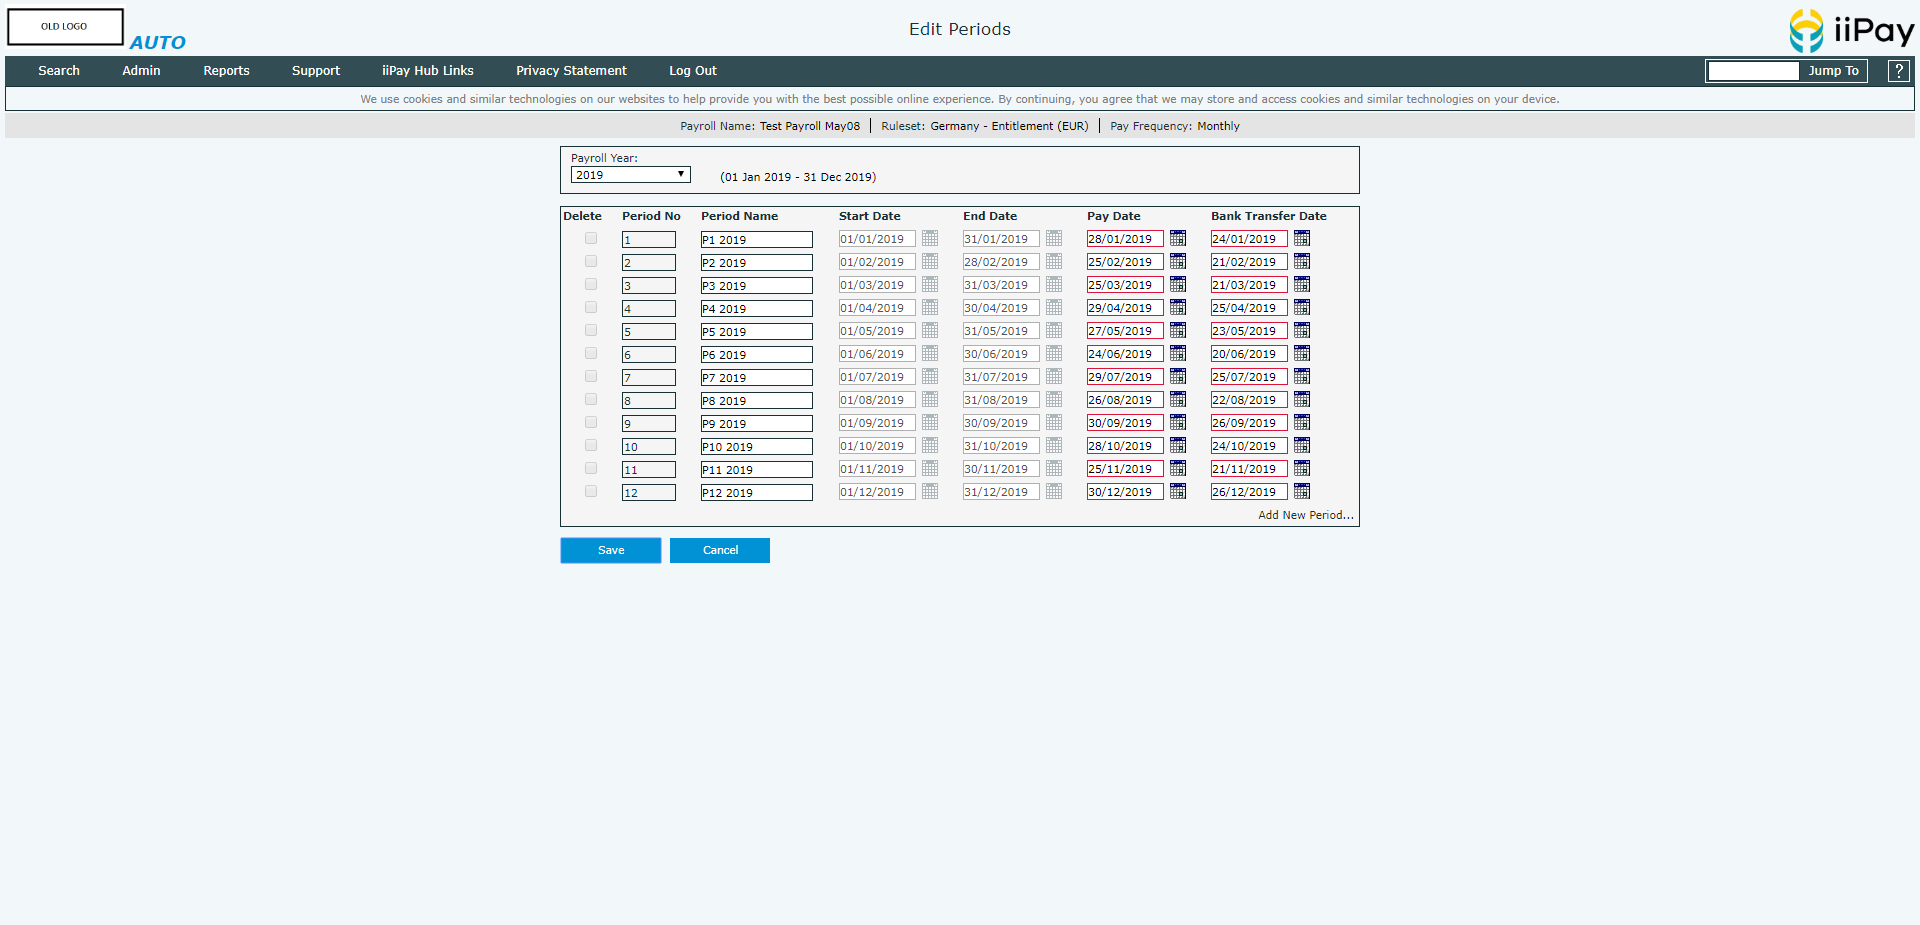 OLD LOGO
AUTO
Edit Periods
iiPay
Search Admin Reports Support iiPay Hub Links Privacy Statement Log Out Jump To ?
We use cookies and similar technologies on our websites to help provide you with the best possible online experience. By continuing, you agree that we may store and access cookies and similar technologies on your device.
Payroll Name: Test Payroll May08 | Ruleset: Germany - Entitlement (EUR) | Pay Frequency: Monthly
Payroll Year:
2019 (01 Jan 2019 - 31 Dec 2019)
Delete Period No Period Name Start Date End Date Pay Date Bank Transfer Date
1 P1 2019 01/01/2019 31/01/2019 28/01/2019 24/01/2019
2 P2 2019 01/02/2019 28/02/2019 25/02/2019 21/02/2019
3 P3 2019 01/03/2019 31/03/2019 25/03/2019 21/03/2019
4 P4 2019 01/04/2019 30/04/2019 29/04/2019 25/04/2019
5 P5 2019 01/05/2019 31/05/2019 27/05/2019 23/05/2019
6 P6 2019 01/06/2019 30/06/2019 24/06/2019 20/06/2019
7 P7 2019 01/07/2019 31/07/2019 29/07/2019 25/07/2019
8 P8 2019 01/08/2019 31/08/2019 26/08/2019 22/08/2019
9 P9 2019 01/09/2019 30/09/2019 30/09/2019 26/09/2019
10 P10 2019 01/10/2019 31/10/2019 28/10/2019 24/10/2019
11 P11 2019 01/11/2019 30/11/2019 25/11/2019 21/11/2019
12 P12 2019 01/12/2019 31/12/2019 30/12/2019 26/12/2019
Add New Period...
Save Cancel